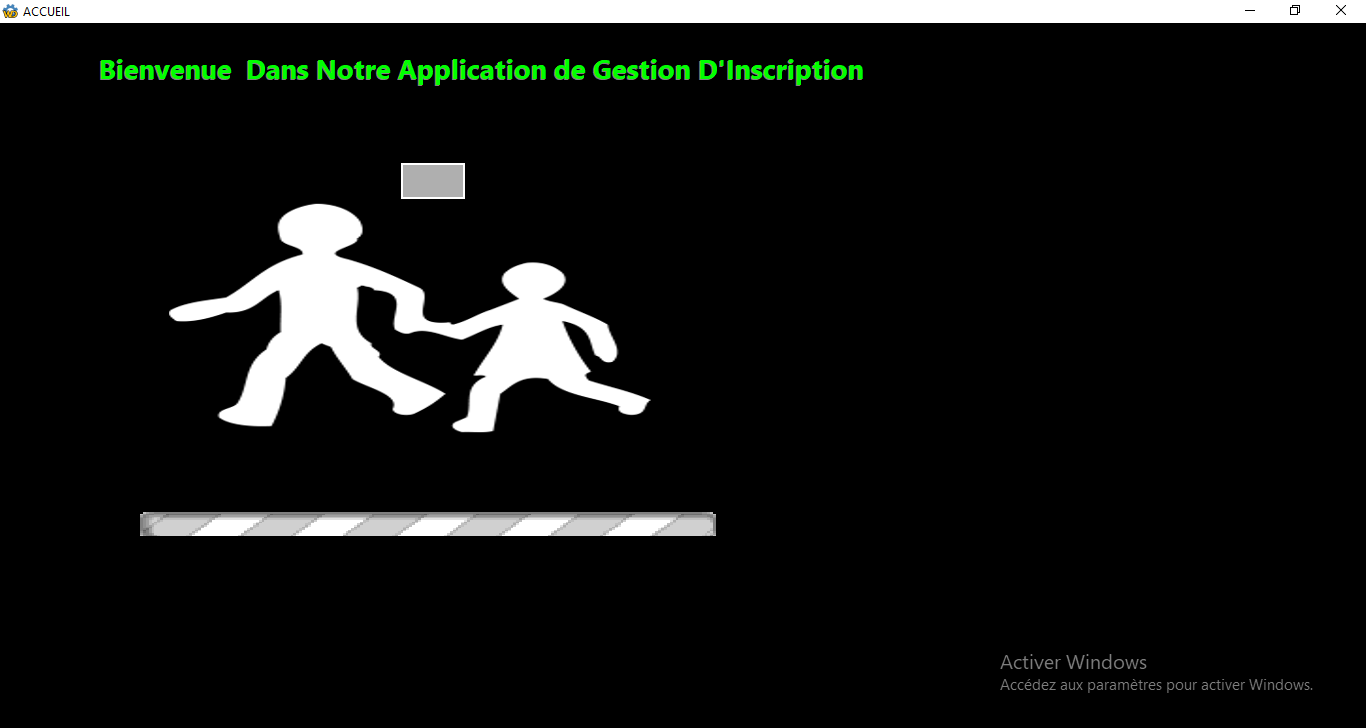 ACCUEIL
Bienvenue  Dans Notre Application de Gestion D'Inscription
Activer Windows
Accédez aux paramètres pour activer Windows.